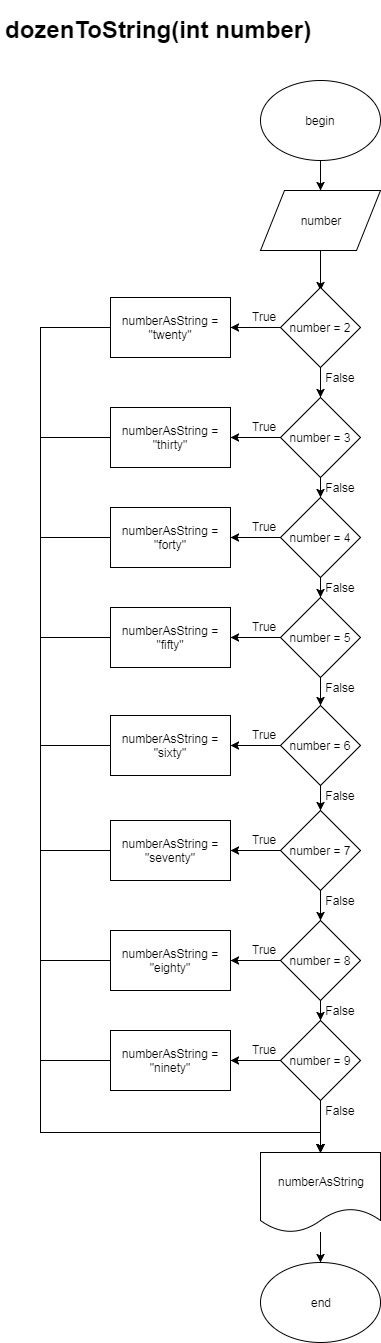 dozenToString(int number)
begin
number
numberAsString =
"twenty"
True
number = 2
False
numberAsString =
"thirty"
True
number = 3
False
numberAsString =
"forty"
True
number = 4
False
numberAsString =
"fifty"
True
number = 5
False
numberAsString =
"sixty"
True
number = 6
False
numberAsString =
"seventy"
True
number = 7
False
numberAsString =
"eighty"
True
number = 8
False
numberAsString =
"ninety"
True
number = 9
False
numberAsString
end